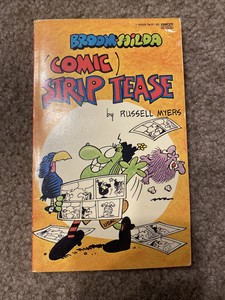 BROOM-HILDA
(COMIC)
STRIP TEASE
by RUSSELL MYERS